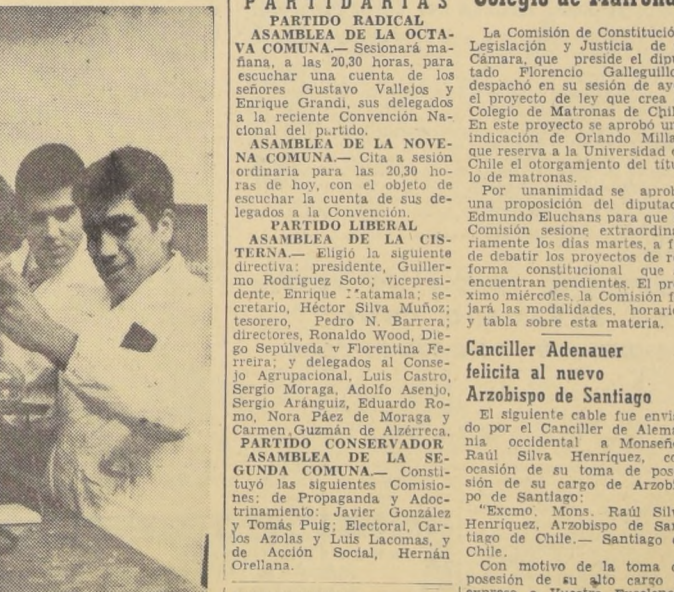 PARTIDARIAS
PARTIDO RADICAL
ASAMBLEA DE LA OCTA-
VA COMUNA.— Sesionará ma-
ñana, a las 20,30 horas, para
escuchar una cuenta de los
señores Gustavo Vallejos y
Enrique Grandi, sus delegados
a la reciente Convención Na-
cional del partido.
ASAMBLEA DE LA NOVE-
NA COMUNA.— Cita a sesión
ordinaria para las 20,30 ho-
ras de hoy, con el objeto de
escuchar la cuenta de sus de-
legados a la Convención.
PARTIDO LIBERAL
ASAMBLEA DE LA CIS-
TERNA.— Eligió la siguiente
directiva: presidente, Guiller-
mo Rodríguez Soto; vicepresi-
dente, Enrique Matamala; se-
cretario, Héctor Silva Muñoz;
tesorero, Pedro N. Barrera;
directores, Ronaldo Wood, Die-
go Sepúlveda y Florentina Fe-
rreira; y delegados al Conse-
jo Agrupacional, Luis Castro,
Sergio Moraga, Adolfo Asenjo,
Sergio Aránguiz, Eduardo Ro-
mo, Nora Páez de Moraga y
Carmen Guzmán de Alzérreca.
PARTIDO CONSERVADOR
ASAMBLEA DE LA SE-
GUNDA COMUNA.— Consti-
tuyó las siguientes Comisio-
nes: de Propaganda y Adoc-
trinamiento: Javier González
y Tomás Puig; Electoral, Car-
los Azolas y Luis Lacomas, y
de Acción Social, Hernán
Orellana.
Colegio de Matrona
La Comisión de Constitució
Legislación y Justicia de
Cámara, que preside el dipu
tado Florencio Galleguillo
despachó en su sesión de ay
el proyecto de ley que crea
Colegio de Matronas de Chil
En este proyecto se aprobó un
indicación de Orlando Milla
que reserva a la Universidad
Chile el otorgamiento del títu
lo de matronas.
Por unanimidad se aprob
una proposición del diputad
Edmundo Eluchans para que
Comisión sesione extraordina
riamente los días martes, a f
de debatir los proyectos de r
forma constitucional que
encuentran pendientes. El pr
ximo miércoles, la Comisión f
jará las modalidades, horari
y tabla sobre esta materia.
Canciller Adenauer
felicita al nuevo
Arzobispo de Santiago
El siguiente cable fue envi
do por el Canciller de Alem
nia occidental a Monseñ
Raúl Silva Henríquez, co
ocasión de su toma de pos
sión de su cargo de Arzob
po de Santiago:
"Excmo. Mons. Raúl Silv
Henríquez, Arzobispo de Sa
tiago de Chile.— Santiago
Chile.
Con motivo de la toma
posesión de su alto cargo